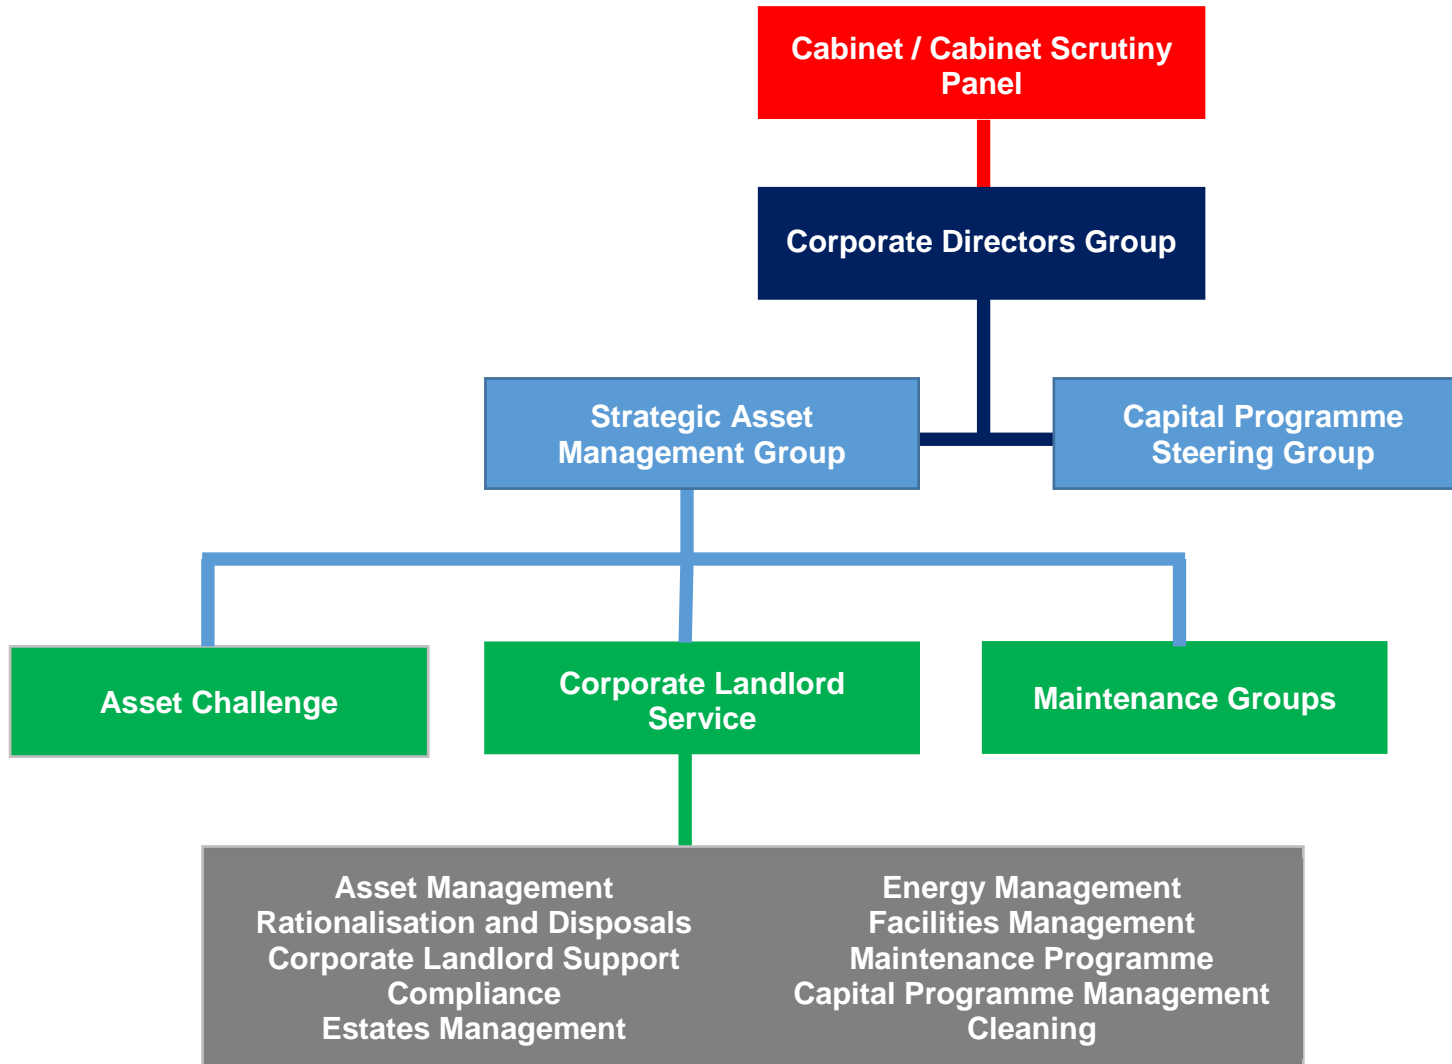 Cabinet / Cabinet Scrutiny
Panel
Corporate Directors Group
Strategic Asset
Management Group
Capital Programme
Steering Group
Asset Challenge
Corporate Landlord
Service
Maintenance Groups
Asset Management
Rationalisation and Disposals
Corporate Landlord Support
Compliance
Estates Management
Energy Management
Facilities Management
Maintenance Programme
Capital Programme Management
Cleaning